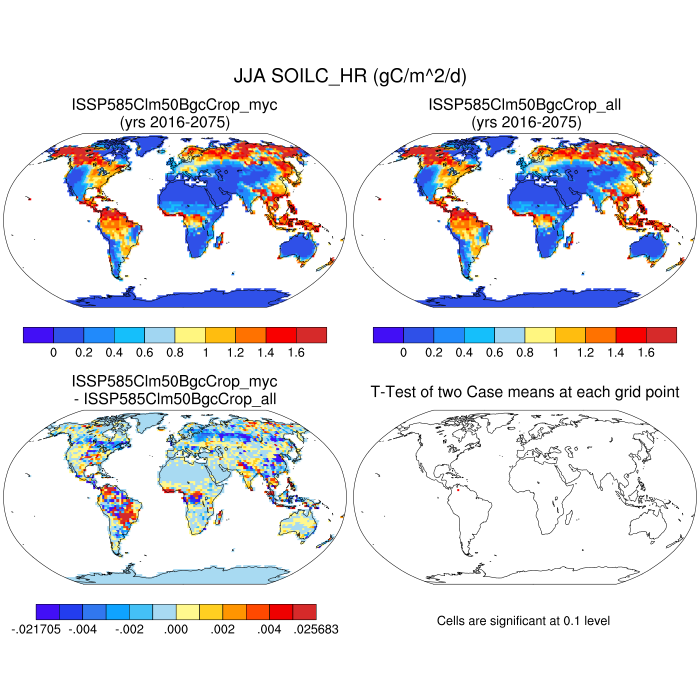 JJA SOILC_HR (gC/m^2/d)
ISSP585Clm50BgcCrop_myc
(yrs 2016-2075)
ISSP585Clm50BgcCrop_all
(yrs 2016-2075)
0 0.2 0.4 0.6 0.8 1 1.2 1.4 1.6
0 0.2 0.4 0.6 0.8 1 1.2 1.4 1.6
ISSP585Clm50BgcCrop_myc
- ISSP585Clm50BgcCrop_all
T-Test of two Case means at each grid point
-.021705 -.004 -.002 .000 .002 .004 .025683
Cells are significant at 0.1 level